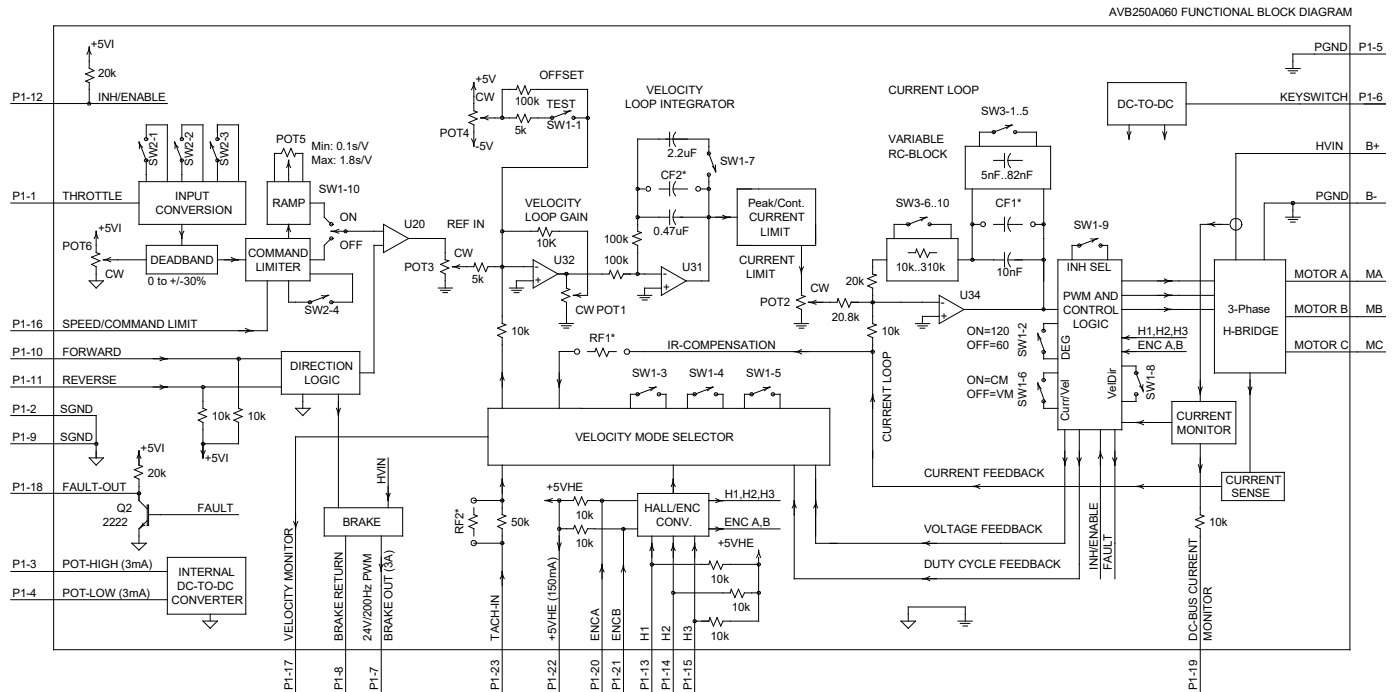 AVB250A060 FUNCTIONAL BLOCK DIAGRAM
+5VI
20k
P1-12 INH/ENABLE
SW2-1
SW2-2
SW2-3
POT5
Min: 0.1s/V
Max: 1.8s/V
P1-1 THROTTLE
INPUT
CONVERSION
RAMP
SW1-10
ON
OFF
+5VI
POT6
CW
DEADBAND
0 to +/-30%
COMMAND
LIMITER
SW2-4
U20
P1-16 SPEED/COMMAND LIMIT
P1-10 FORWARD
P1-11 REVERSE
DIRECTION
LOGIC
10k
10k
+5VI
P1-2 SGND
P1-9 SGND
+5VI
20k
P1-18 FAULT-OUT
Q2
2222
FAULT
P1-3 POT-HIGH (3mA)
P1-4 POT-LOW (3mA)
INTERNAL
DC-TO-DC
CONVERTER
HVIN
BRAKE
VELOCITY MONITOR
BRAKE RETURN
24V/200Hz PWM
BRAKE OUT (3A)
P1-17
P1-8
P1-7
+5V
CW
POT4
-5V
OFFSET
100k
TEST
5k
SW1-1
REF IN
POT3
CW
5k
VELOCITY
LOOP GAIN
10K
U32
CW POT1
10k
VELOCITY
LOOP INTEGRATOR
2.2uF
SW1-7
CF2*
0.47uF
100k
100k
U31
Peak/Cont.
CURRENT
LIMIT
CURRENT
LIMIT
CW
POT2
20.8k
CURRENT LOOP
SW3-1..5
VARIABLE
RC-BLOCK
5nF..82nF
SW3-6..10
CF1*
10k..310k
10nF
20k
U34
10k
RF1*
IR-COMPENSATION
CURRENT LOOP
SW1-3
SW1-4
SW1-5
VELOCITY MODE SELECTOR
RF2*
50k
TACH-IN
P1-23
+5VHE
10k
10k
HALL/ENC
CONV.
H1,H2,H3
ENC A,B
+5VHE
10k
10k
10k
+5VHE (150mA)
ENCA
ENCB
H1
H2
H3
P1-22
P1-20
P1-21
P1-13
P1-14
P1-15
CURRENT FEEDBACK
VOLTAGE FEEDBACK
DUTY CYCLE FEEDBACK
INH/ENABLE
FAULT
SW1-9
INH SEL
PWM AND
CONTROL
LOGIC
ON=120
OFF=60
SW1-2
DEG
H1,H2,H3
ENC A,B
ON=CM
OFF=VM
SW1-6
Curr/Vel
VelDir
SW1-8
CURRENT
MONITOR
CURRENT
SENSE
10k
DC-BUS CURRENT
MONITOR
P1-19
DC-TO-DC
3-Phase
H-BRIDGE
PGND P1-5
KEYSWITCH P1-6
HVIN B+
PGND B-
MOTOR A MA
MOTOR B MB
MOTOR C MC